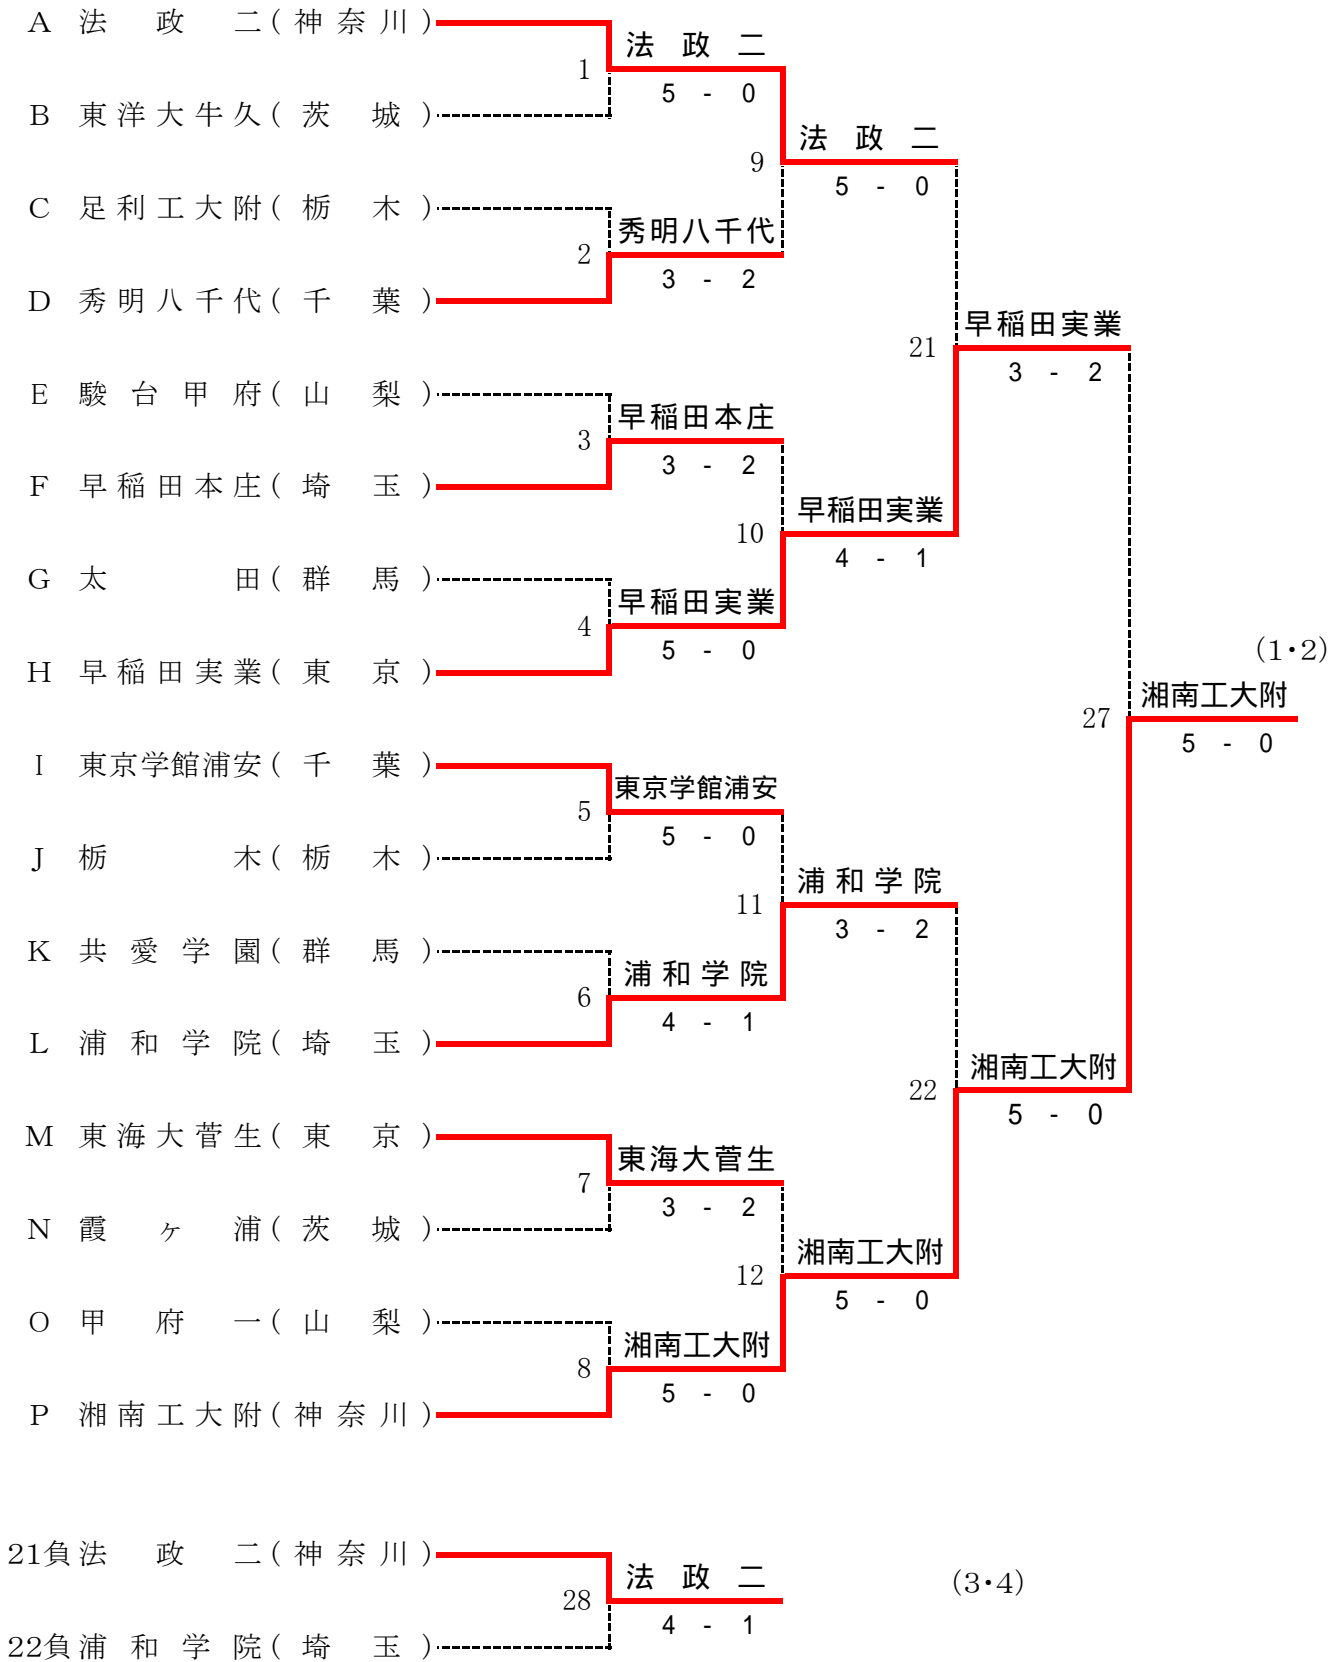 A 法政二(神奈川)
法政二
1
5 - 0
B 東洋大牛久(茨城)
法政二
9
5 - 0
C 足利工大附(栃木)
秀明八千代
2
3 - 2
D 秀明八千代(千葉)
早稲田実業
21
3 - 2
E 駿台甲府(山梨)
早稲田本庄
3
3 - 2
F 早稲田本庄(埼玉)
早稲田実業
10
4 - 1
G 太田(群馬)
早稲田実業
4
5 - 0
H 早稲田実業(東京)
(1・2)
湘南工大附
27
5 - 0
I 東京学館浦安(千葉)
東京学館浦安
5
5 - 0
J 栃木(栃木)
浦和学院
11
3 - 2
K 共愛学園(群馬)
浦和学院
6
4 - 1
L 浦和学院(埼玉)
湘南工大附
22
5 - 0
M 東海大菅生(東京)
東海大菅生
7
3 - 2
N 霞ヶ浦(茨城)
湘南工大附
12
5 - 0
O 甲府一(山梨)
湘南工大附
8
5 - 0
P 湘南工大附(神奈川)
21負 法政二(神奈川)
法政二
(3・4)
28
4 - 1
22負 浦和学院(埼玉)